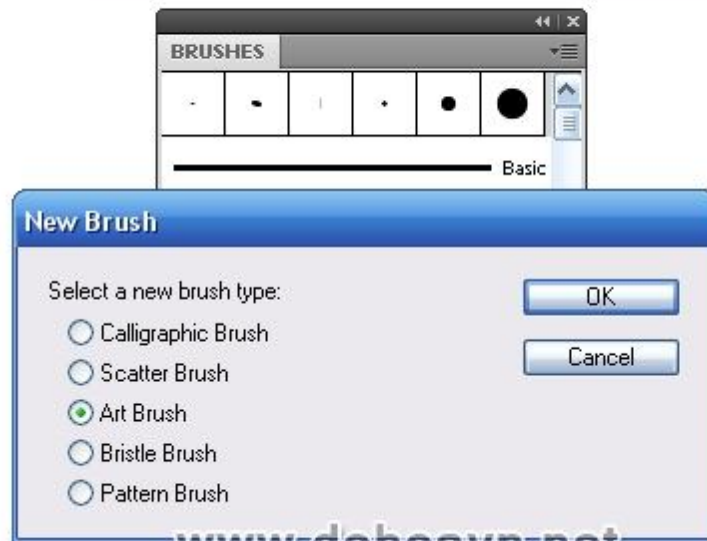 BRUSHES
Basic
New Brush
Select a new brush type:
OK
Calligraphic Brush
Cancel
Scatter Brush
Art Brush
Bristle Brush
Pattern Brush